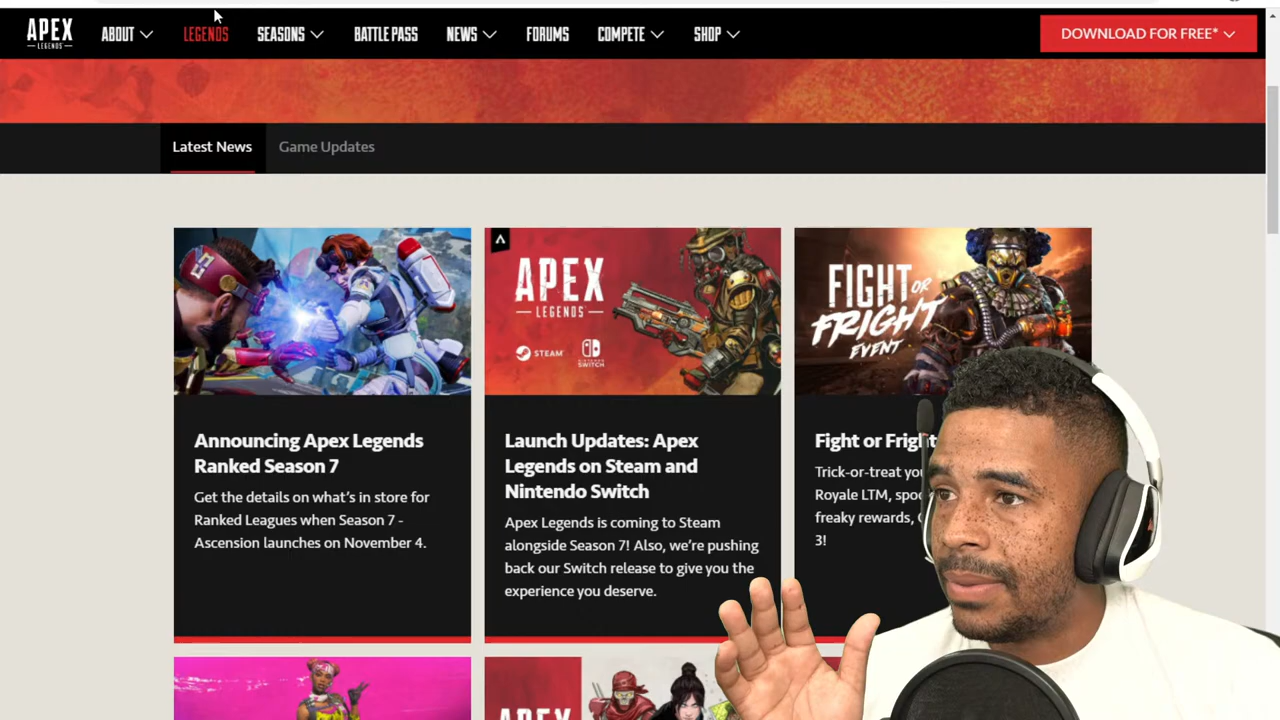 APEX
LEGENDS
ABOUT
LEGENDS
SEASONS
BATTLE PASS
NEWS
FORUMS
COMPETE
SHOP
DOWNLOAD FOR FREE*
Latest News
Game Updates
APEX
LEGENDS
STEAM
NINTENDO
SWITCH
FIGHT OR
FRIGHT
EVENT
Announcing Apex Legends
Ranked Season 7
Get the details on what's in store for
Ranked Leagues when Season 7 -
Ascension launches on November 4.
Launch Updates: Apex
Legends on Steam and
Nintendo Switch
Apex Legends is coming to Steam
alongside Season 7! Also, we're pushing
back our Switch release to give you the
experience you deserve.
Fight or Fright
Trick-or-treat
Royale LTM,
freaky rewards,
3!
APEX